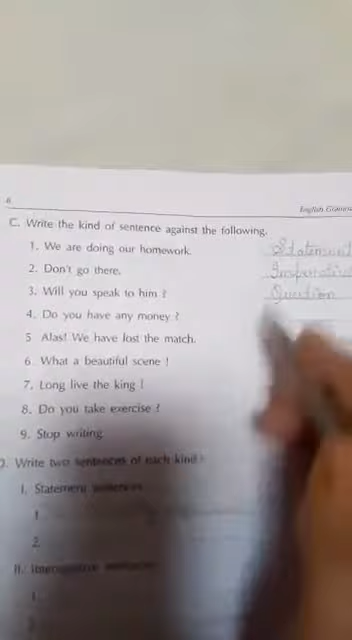 English Gramma
C. Write the kind of sentence against the following.
1. We are doing our homework. Statement
2. Don't go there. Imperative
3. Will you speak to him ? Question
4. Do you have any money ?
5 Alas! We have lost the match.
6. What a beautiful scene !
7. Long live the king !
8. Do you take exercise ?
9. Stop writing
D. Write two sentences of each kind :
I. Statement sentences
1
2.
II. Interrogative sentences
1.
2